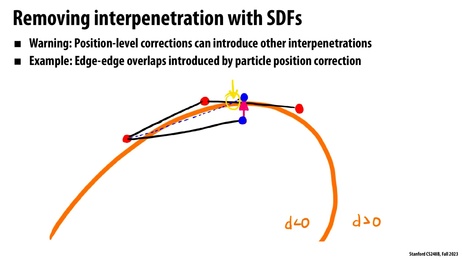 Removing interpenetration with SDFs
Warning: Position-level corrections can introduce other interpenetrations
Example: Edge-edge overlaps introduced by particle position correction
d<0 d>0
Stanford CS248B, Fall 2023